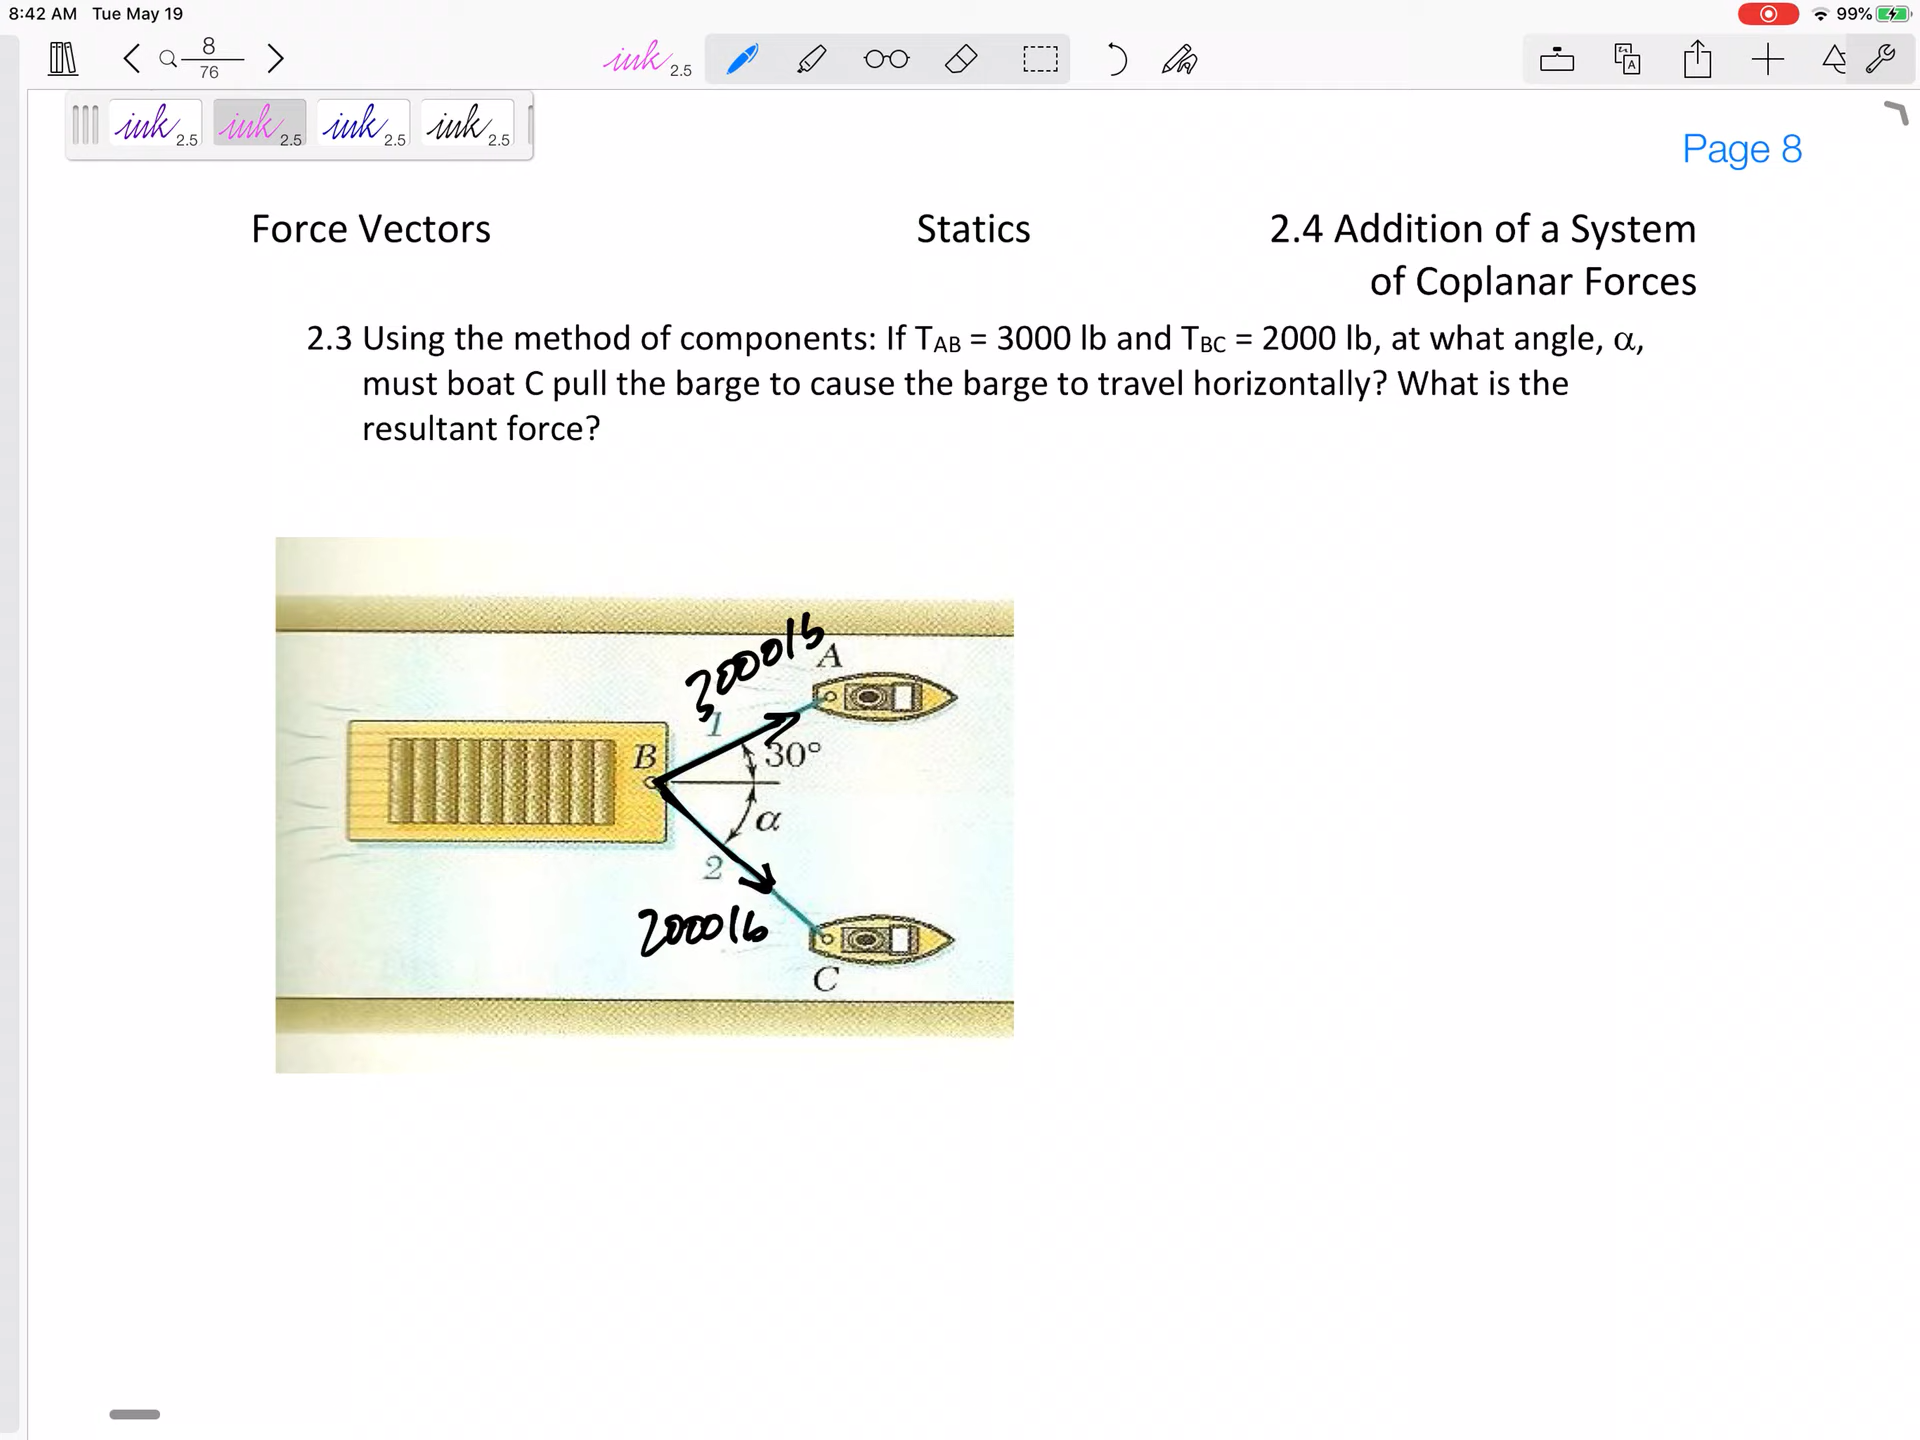 8:42 AM Tue May 19
99%
8
76
ink 2.5
ink 2.5
ink 2.5
ink 2.5
ink 2.5
Page 8
Force Vectors
Statics
2.4 Addition of a System
of Coplanar Forces
2.3 Using the method of components: If TAB = 3000 lb and TBC = 2000 lb, at what angle, α,
must boat C pull the barge to cause the barge to travel horizontally? What is the
resultant force?
3000lb
A
1
B
30°
α
2
2000lb
C